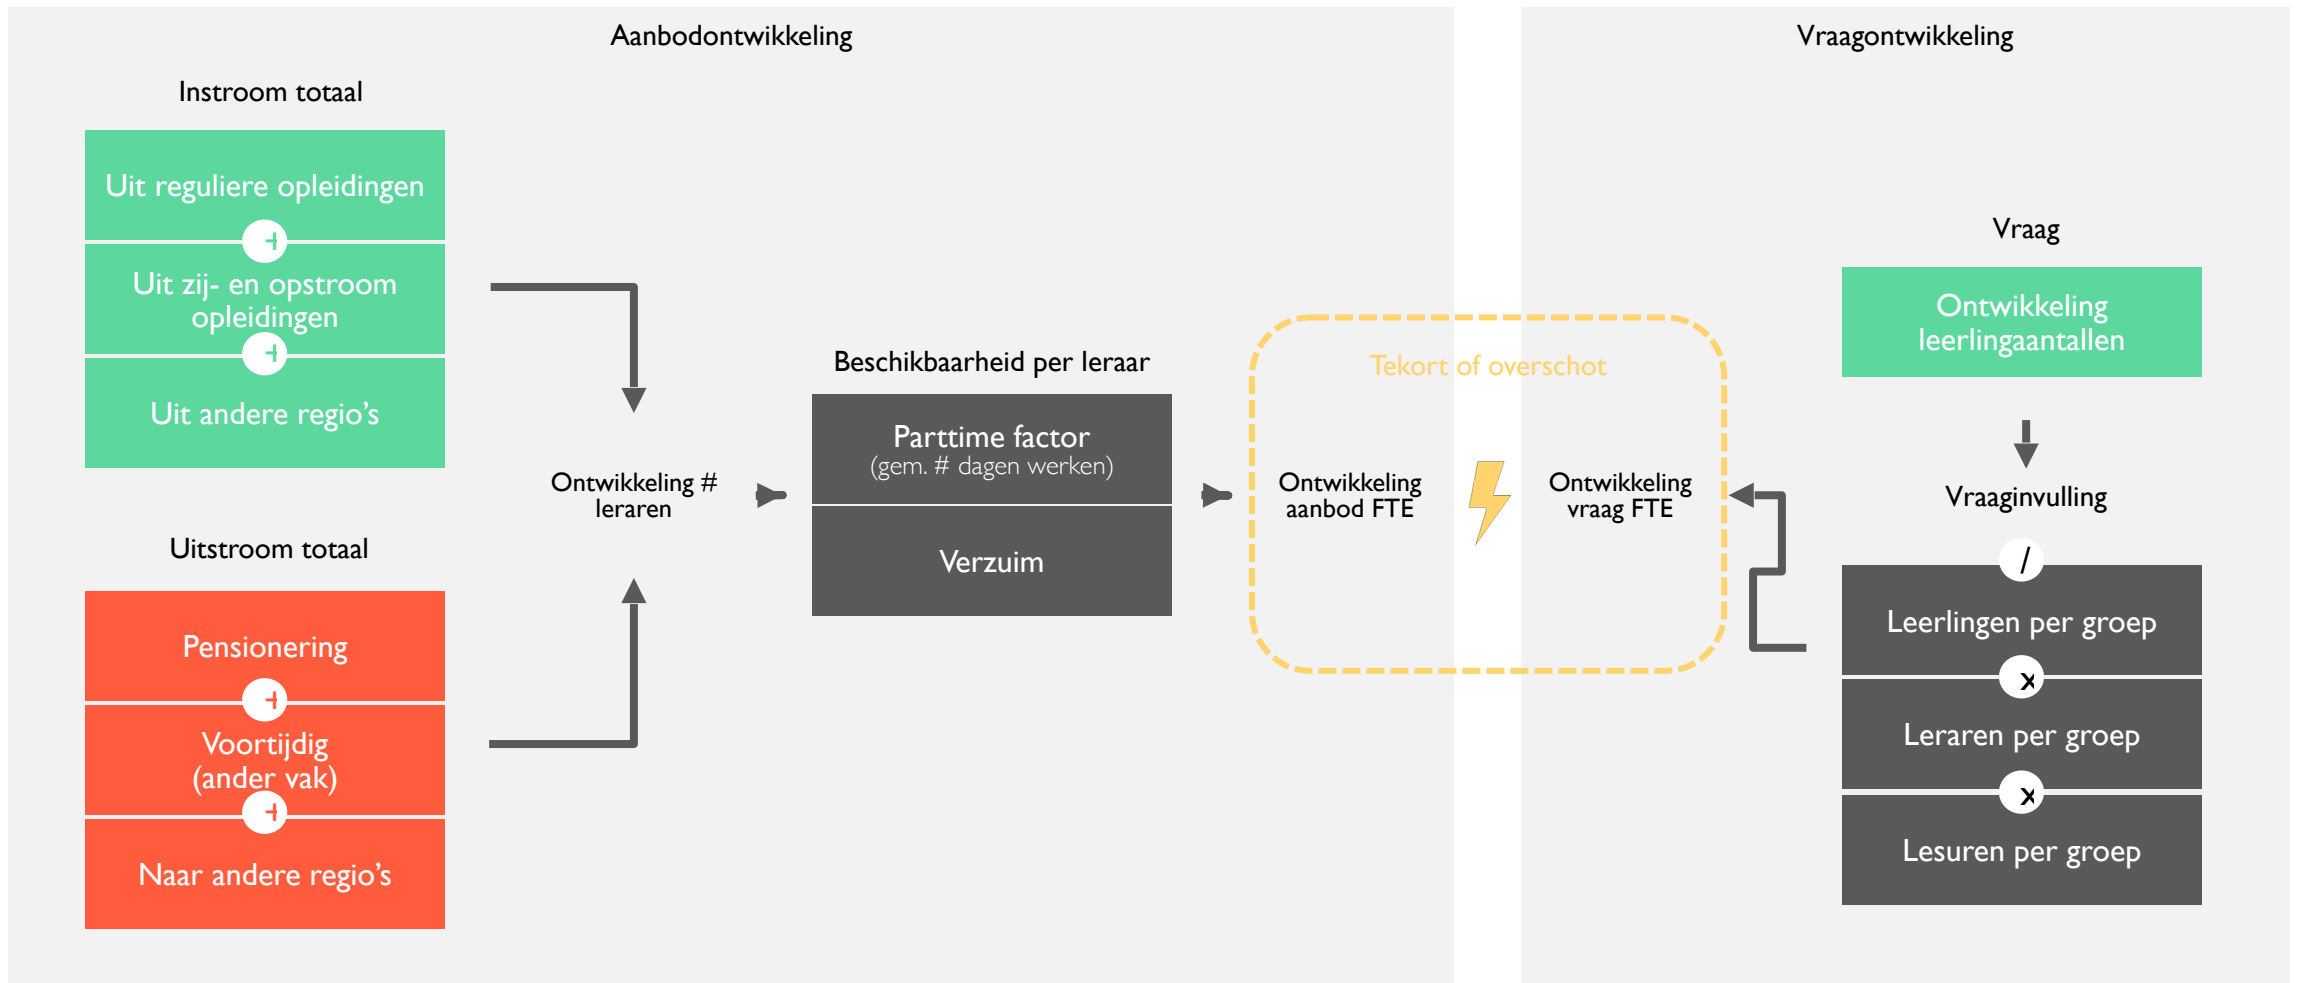 Aanbodontwikkeling
Instroom totaal
Uit reguliere opleidingen
+
Uit zij- en opstroom
opleidingen
+
Uit andere regio's
Uitstroom totaal
Pensionering
+
Voortijdig
(ander vak)
+
Naar andere regio's
Ontwikkeling #
leraren
Beschikbaarheid per leraar
Parttime factor
(gem. # dagen werken)
Verzuim
Tekort of overschot
Ontwikkeling
aanbod FTE
Ontwikkeling
vraag FTE
Vraagontwikkeling
Vraag
Ontwikkeling
leerlingaantallen
Vraaginvulling
/
Leerlingen per groep
x
Leraren per groep
x
Lesuren per groep